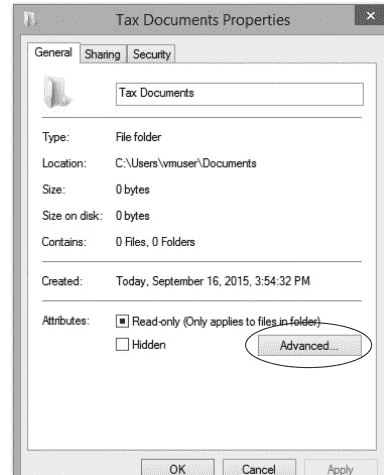 Tax Documents Properties
General Sharing Security
Tax Documents
Type: File folder
Location: C:\Users\vmuser\Documents
Size: 0 bytes
Size on disk: 0 bytes
Contains: 0 Files, 0 Folders
Created: Today, September 16, 2015, 3:54:32 PM
Attributes: Read-only (Only applies to files in folder)
Hidden Advanced...
OK Cancel Apply